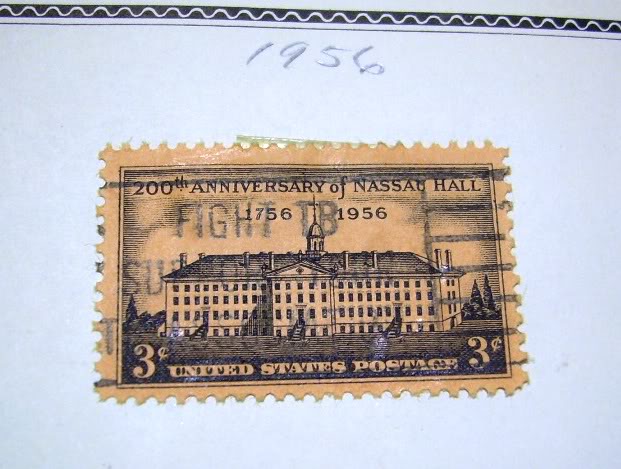 1956
200th ANNIVERSARY of NASSAU HALL
1756 1956
FIGHT TB
3¢ UNITED STATES POSTAGE 3¢